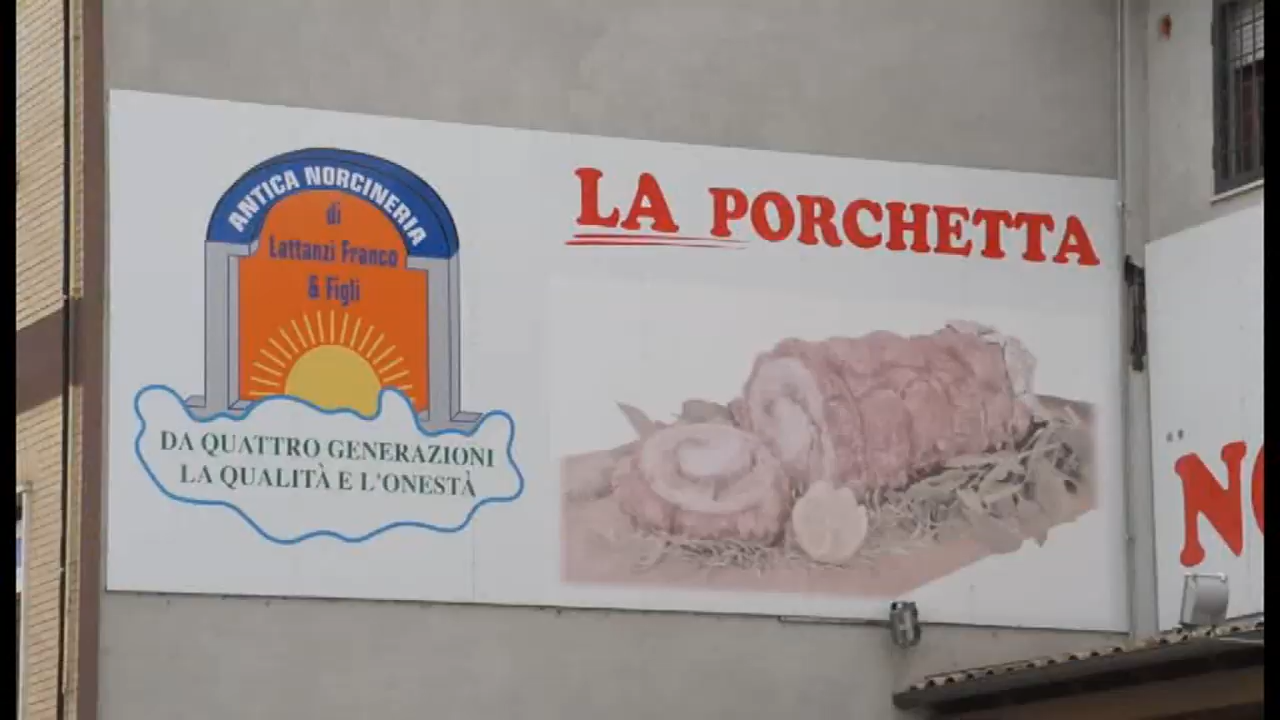 ANTICA NORCINERIA
di
Lattanzi Franco
& Figli
DA QUATTRO GENERAZIONI
LA QUALITÀ E L'ONESTÀ
LA PORCHETTA